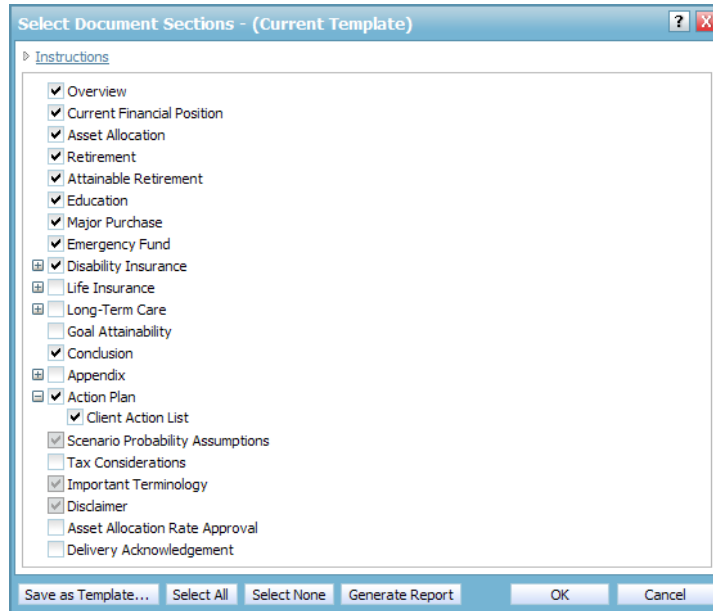 Select Document Sections - (Current Template)
?
X
Instructions
Overview
Current Financial Position
Asset Allocation
Retirement
Attainable Retirement
Education
Major Purchase
Emergency Fund
Disability Insurance
Life Insurance
Long-Term Care
Goal Attainability
Conclusion
Appendix
Action Plan
Client Action List
Scenario Probability Assumptions
Tax Considerations
Important Terminology
Disclaimer
Asset Allocation Rate Approval
Delivery Acknowledgement
Save as Template... Select All Select None Generate Report OK Cancel